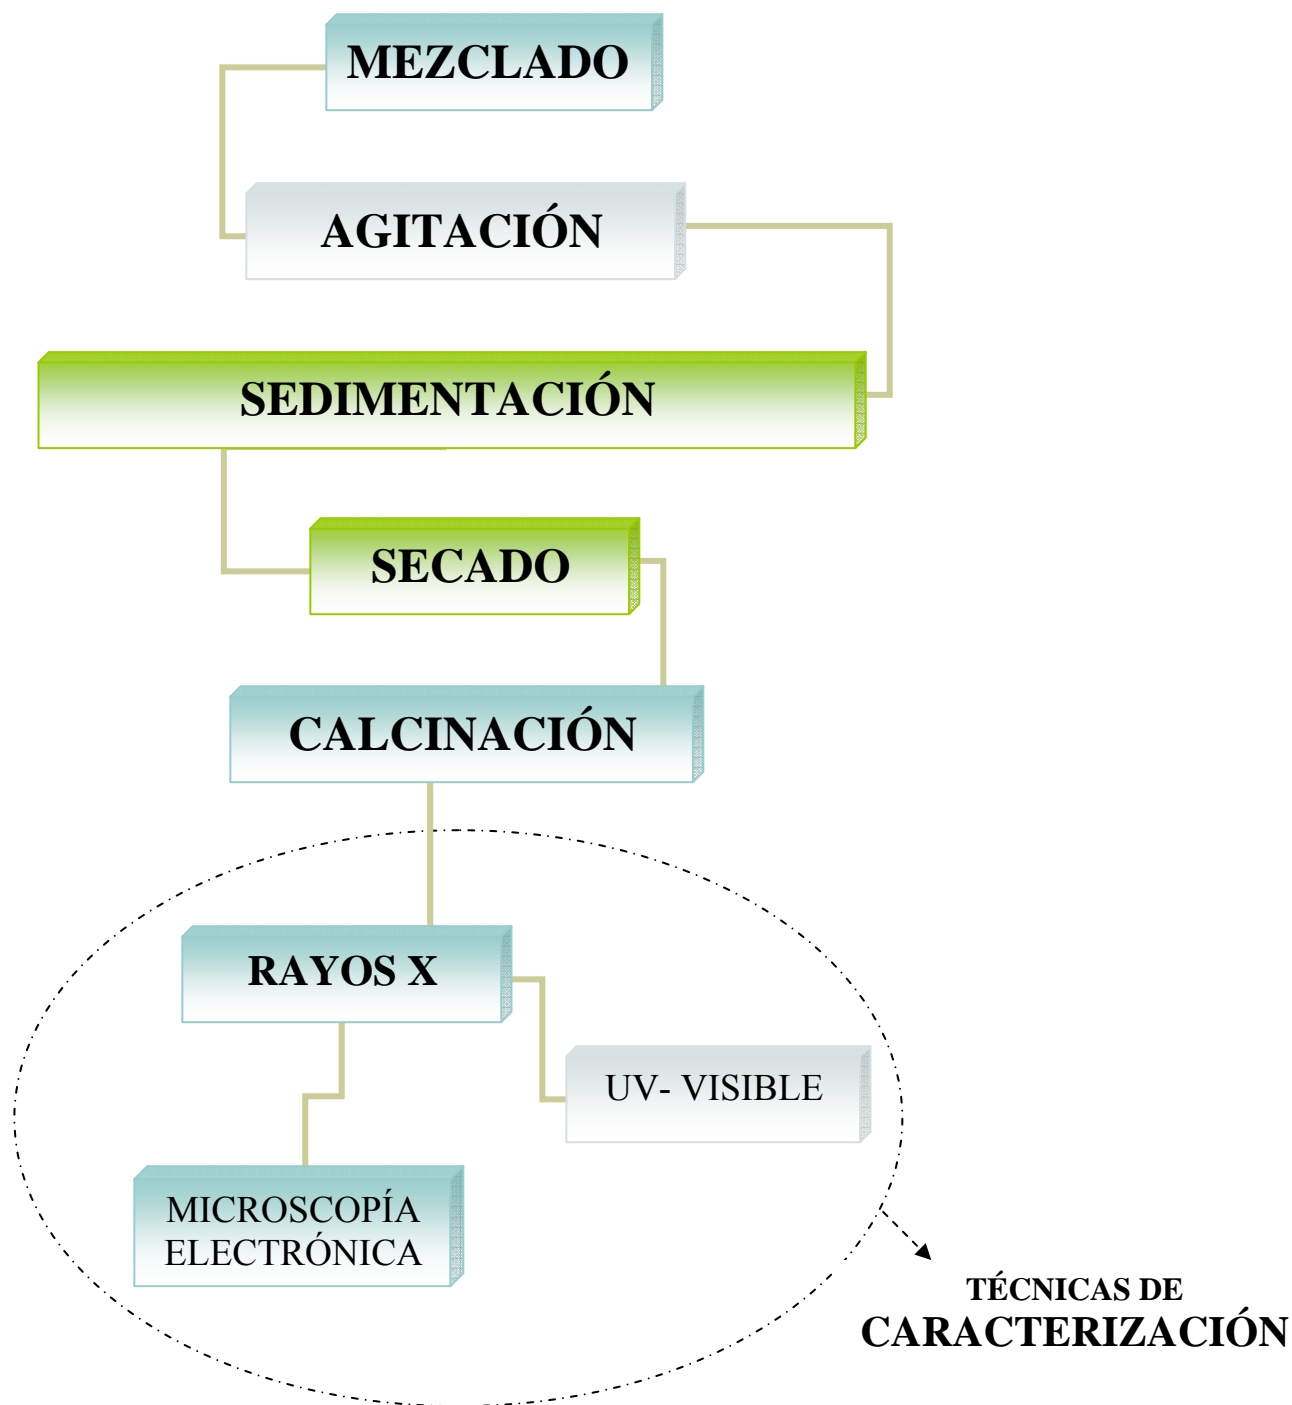 MEZCLADO
AGITACIÓN
SEDIMENTACIÓN
SECADO
CALCINACIÓN
RAYOS X
UV- VISIBLE
MICROSCOPÍA
ELECTRÓNICA
TÉCNICAS DE
CARACTERIZACIÓN